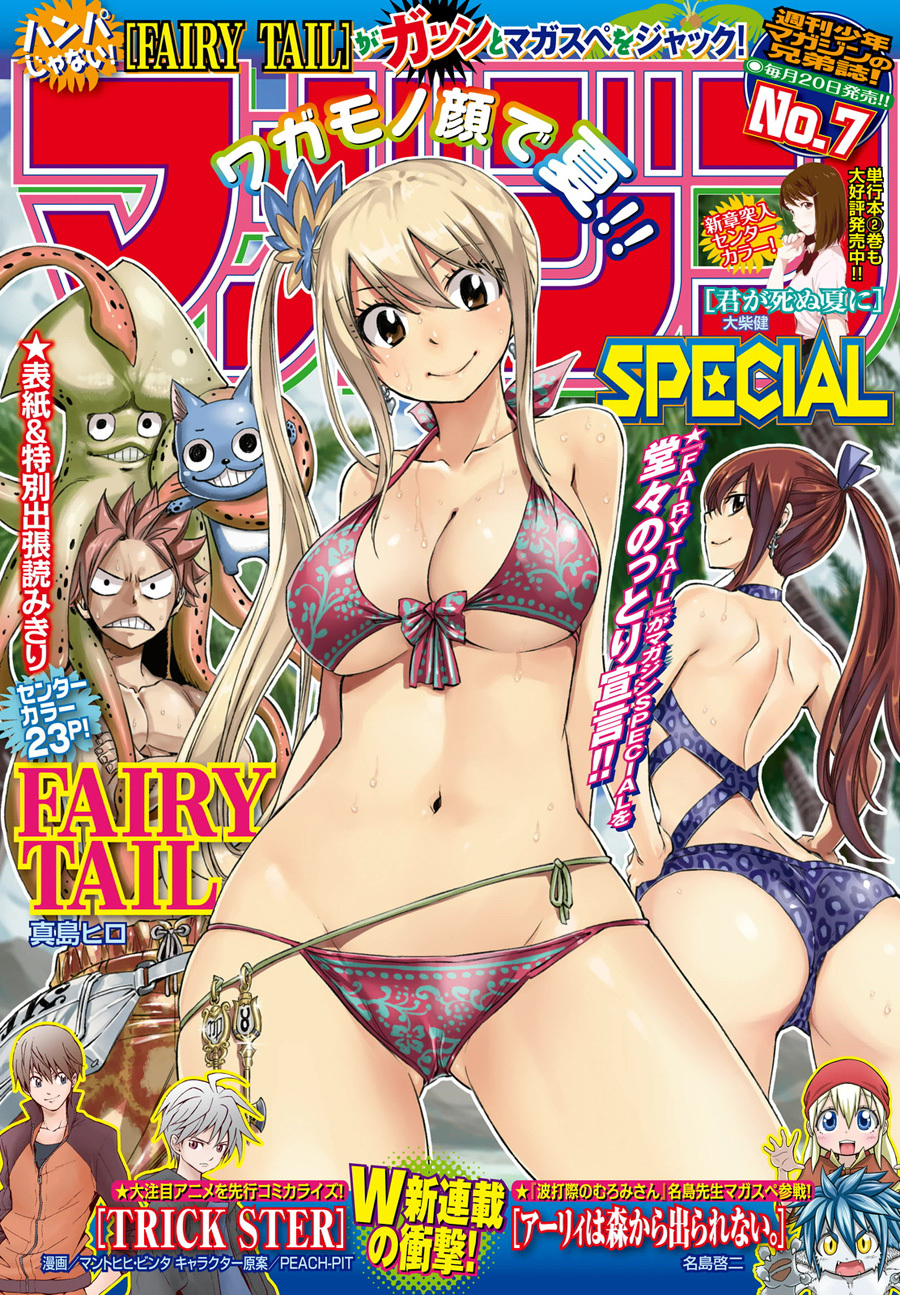 ハンパじゃない!
[FAIRY TAIL]がガッツンとマガスペをジャック!
週刊少年
マガジンの
兄弟誌!
●毎月20日発売!!
No.7
マガジン
ワガモノ顔で夏!!
単行本②巻も
大好評発売中!!
新章突入
センター
カラー!
[君が死ぬ夏に]
大柴健
SPECIAL
★表紙&特別出張読みきり
センター
カラー
23P!
FAIRY
TAIL
真島ヒロ
★『FAIRY TAIL』がマガジンSPECIALを
堂々のっとり宣言!!
★大注目アニメを先行コミカライズ!
[TRICK STER]
漫画/マントヒヒ・ビンタ キャラクター原案/PEACH-PIT
W新連載
の衝撃!
★「波打際のむろみさん」名島先生マガスペ参戦!
[アーリィは森から出られない。]
名島啓二